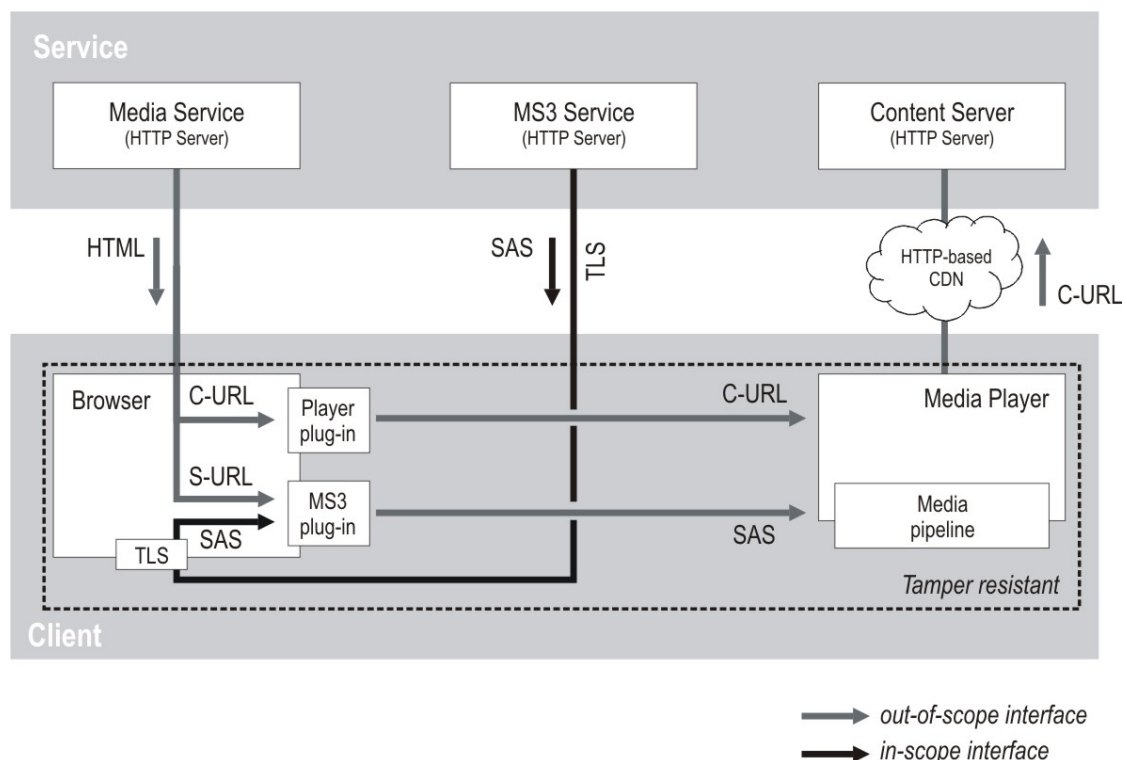 Service
Media Service
(HTTP Server)
MS3 Service
(HTTP Server)
Content Server
(HTTP Server)
HTML
SAS
TLS
HTTP-based
CDN
C-URL
Browser
C-URL
Player
plug-in
C-URL
Media Player
S-URL
MS3
plug-in
SAS
TLS
SAS
Media
pipeline
Tamper resistant
Client
out-of-scope interface
in-scope interface